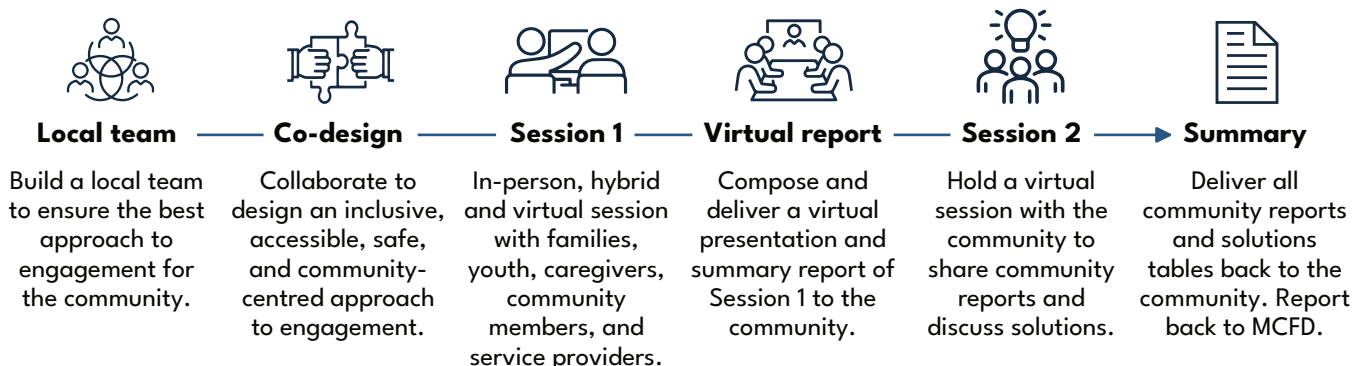 Local team
Co-design
Session 1
Virtual report
Session 2
Summary
Build a local team
to ensure the best
approach to
engagement for
the community.
Collaborate to
design an inclusive,
accessible, safe,
and community-
centred approach
to engagement.
In-person, hybrid
and virtual session
with families,
youth, caregivers,
community
members, and
service providers.
Compose and
deliver a virtual
presentation and
summary report of
Session 1 to the
community.
Hold a virtual
session with the
community to
share community
reports and
discuss solutions.
Deliver all
community reports
and solutions
tables back to the
community. Report
back to MCFD.